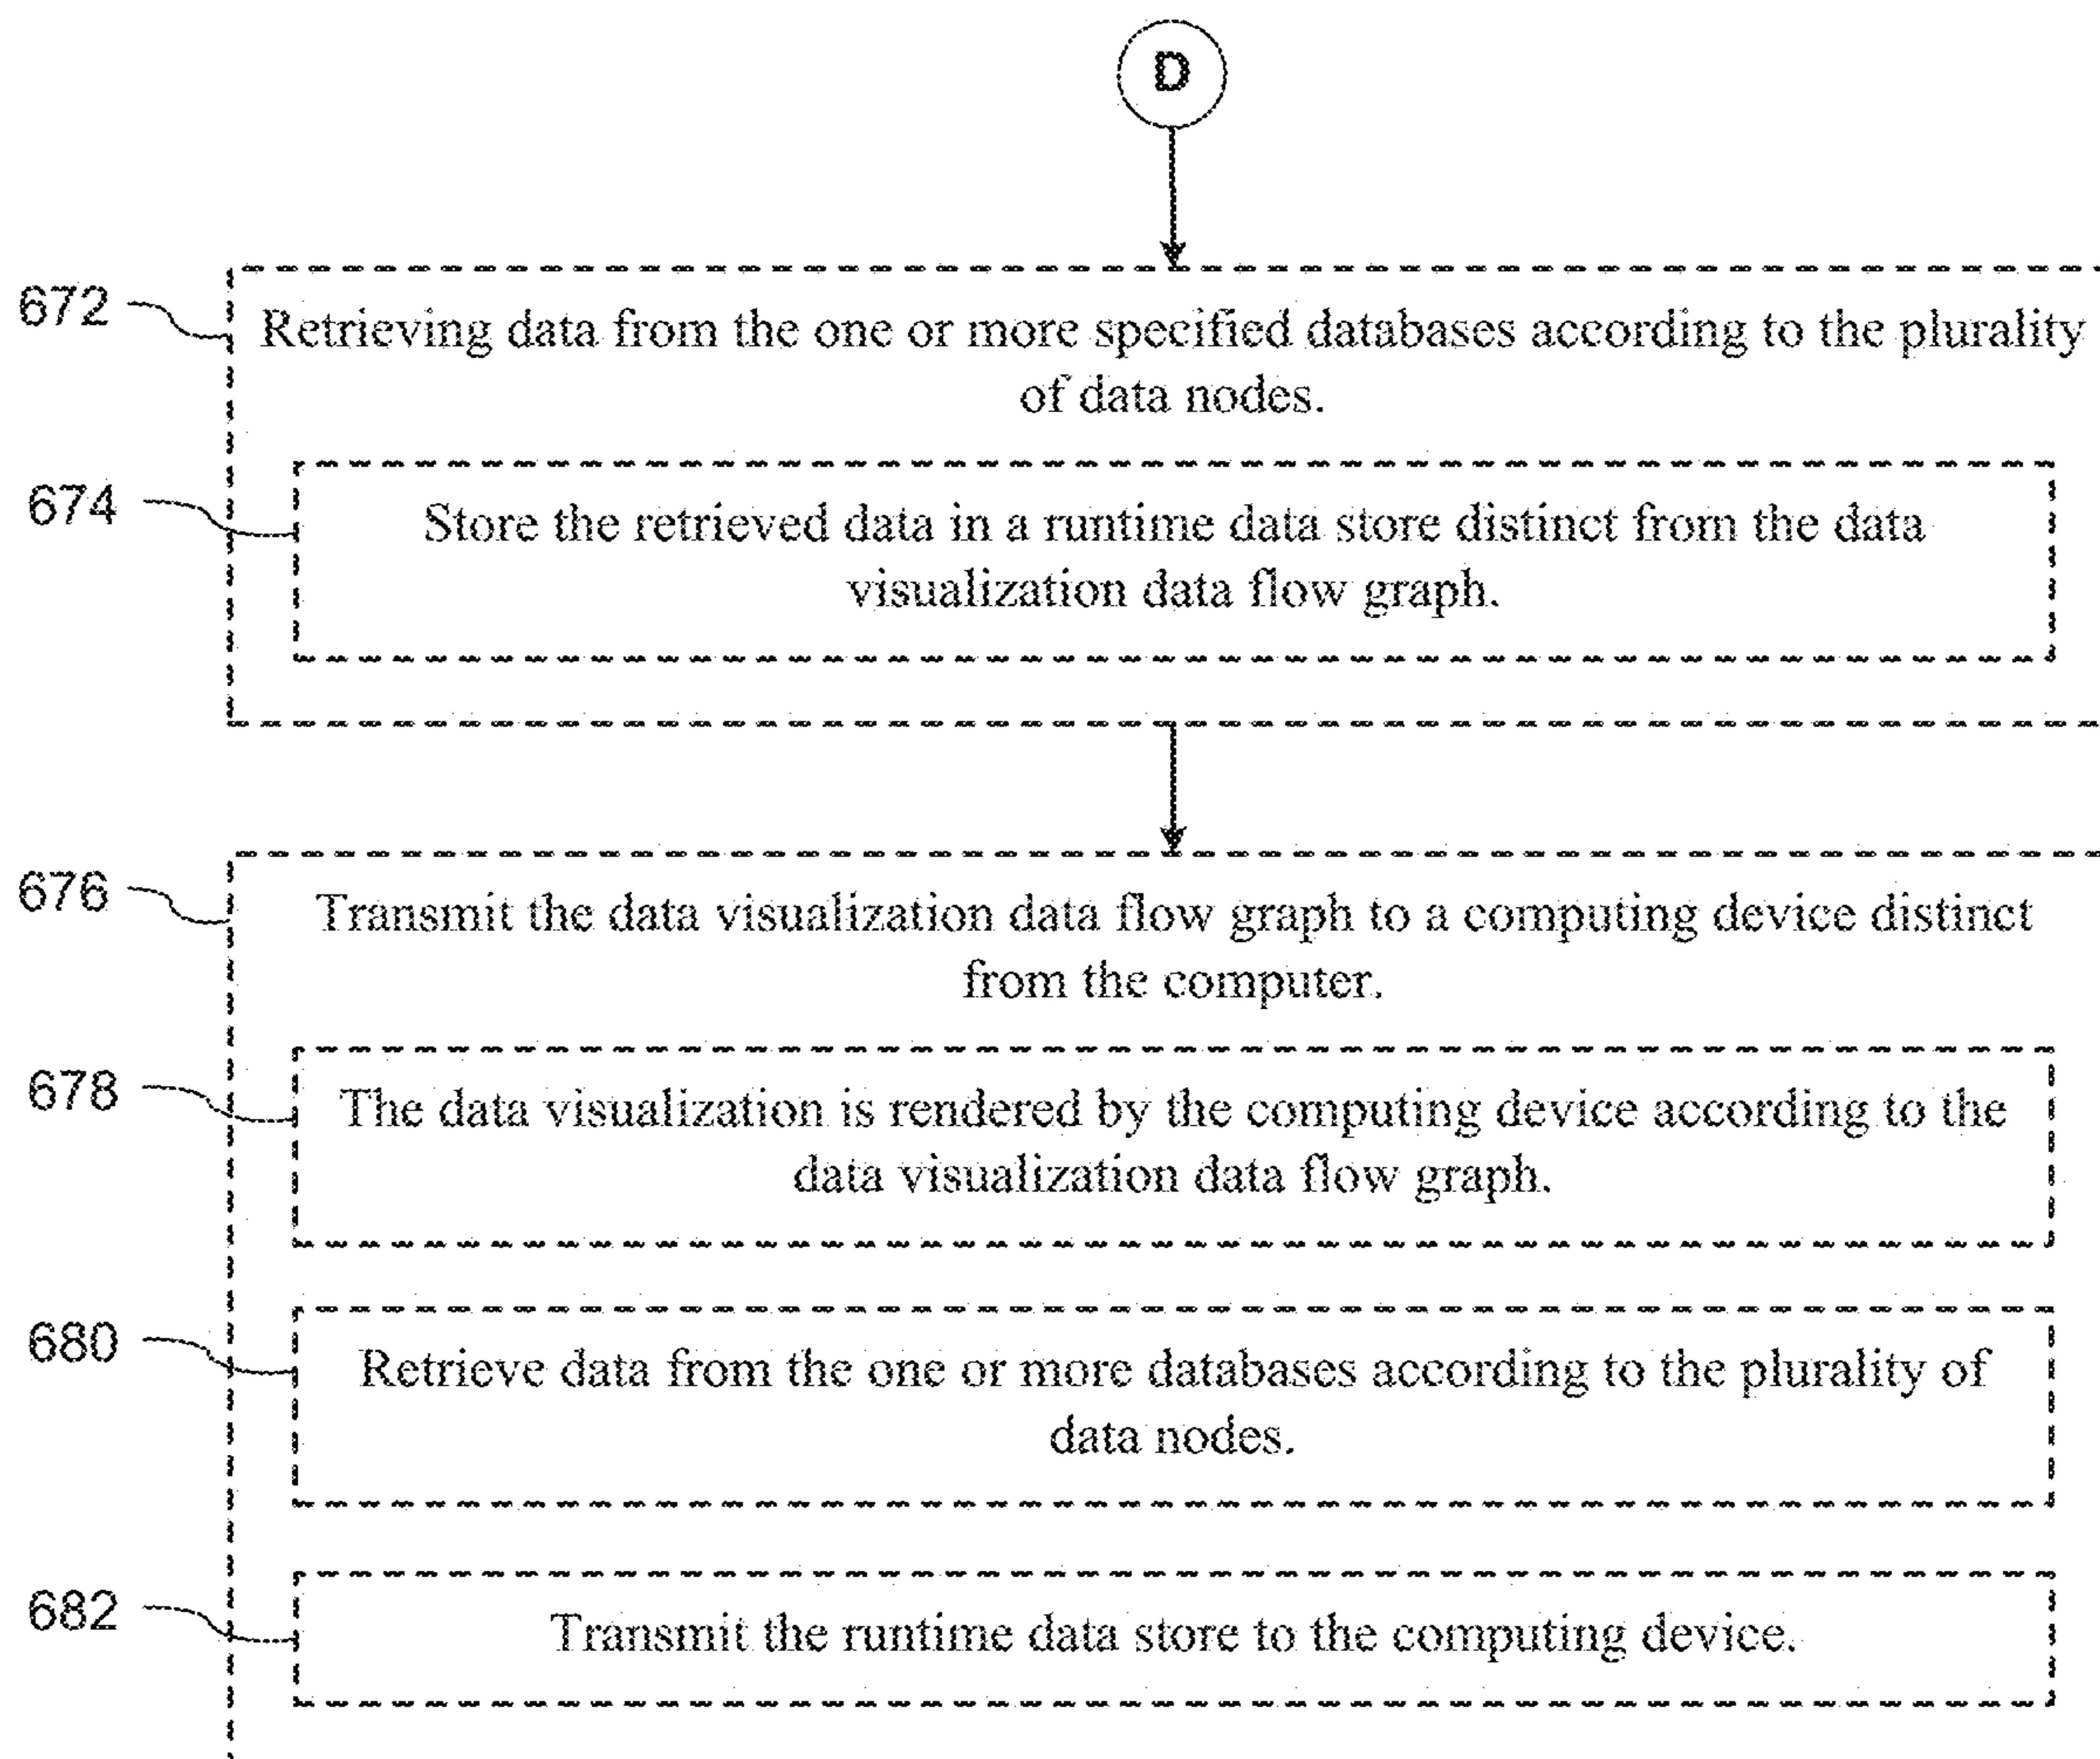 D
672
Retrieving data from the one or more specified databases according to the plurality
of data nodes.
674
Store the retrieved data in a runtime data store distinct from the data
visualization data flow graph.
676
Transmit the data visualization data flow graph to a computing device distinct
from the computer.
678
The data visualization is rendered by the computing device according to the
data visualization data flow graph.
680
Retrieve data from the one or more databases according to the plurality of
data nodes.
682
Transmit the runtime data store to the computing device.